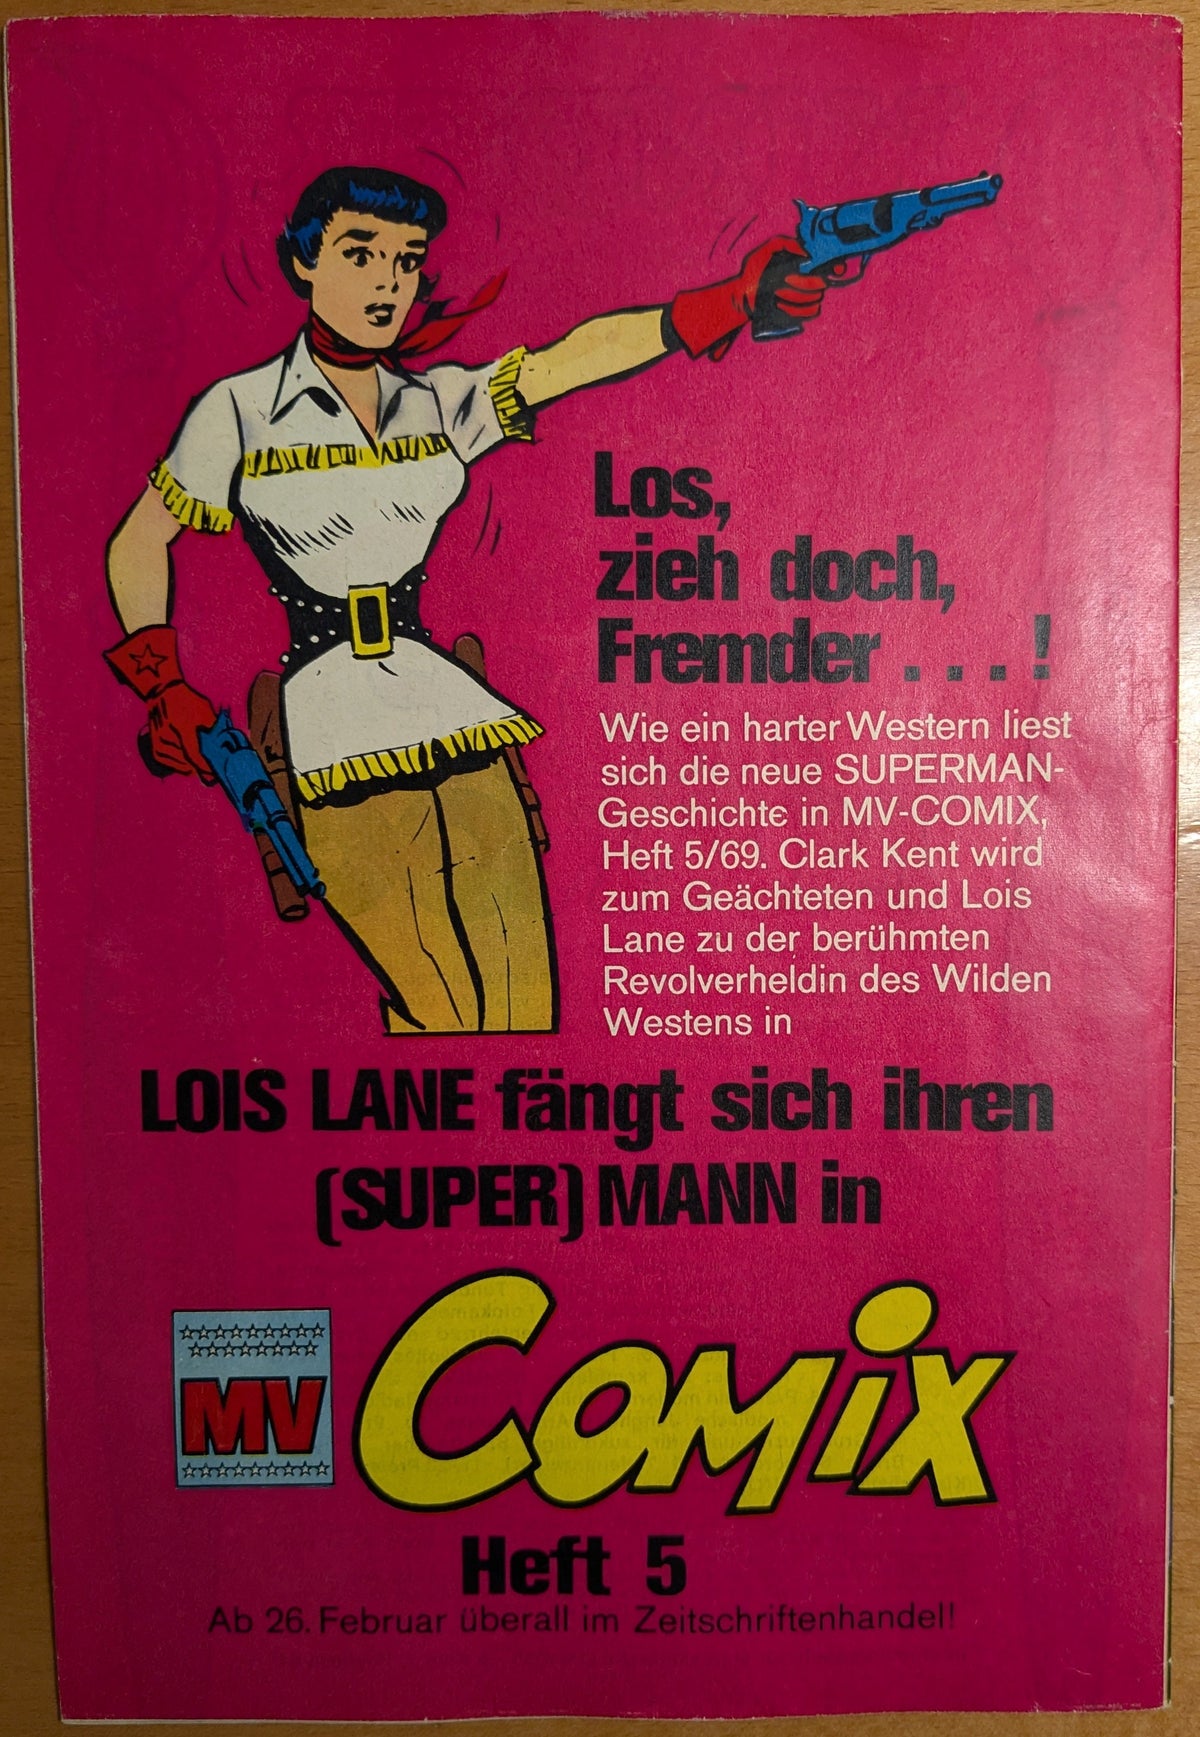 Los,
zieh doch,
Fremder . . . !
Wie ein harter Western liest
sich die neue SUPERMAN-
Geschichte in MV-COMIX,
Heft 5/69. Clark Kent wird
zum Geächteten und Lois
Lane zu der berühmten
Revolverheldin des Wilden
Westens in
LOIS LANE fängt sich ihren
(SUPER) MANN in
MV
COMiX
Heft 5
Ab 26. Februar überall im Zeitschriftenhandel!